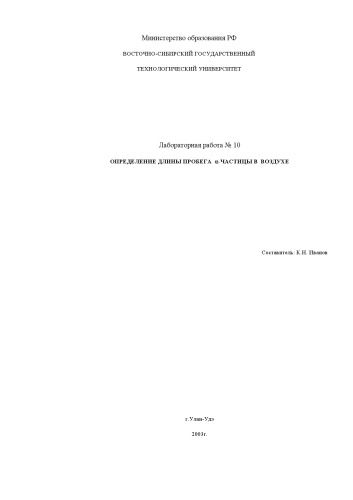 Министерство образования РФ
ВОСТОЧНО-СИБИРСКИЙ ГОСУДАРСТВЕННЫЙ
ТЕХНОЛОГИЧЕСКИЙ УНИВЕРСИТЕТ
Лабораторная работа № 10
ОПРЕДЕЛЕНИЕ ДЛИНЫ ПРОБЕГА α-ЧАСТИЦЫ В ВОЗДУХЕ
Составитель: К.Н. Иванов
г.Улан-Удэ
2003г.